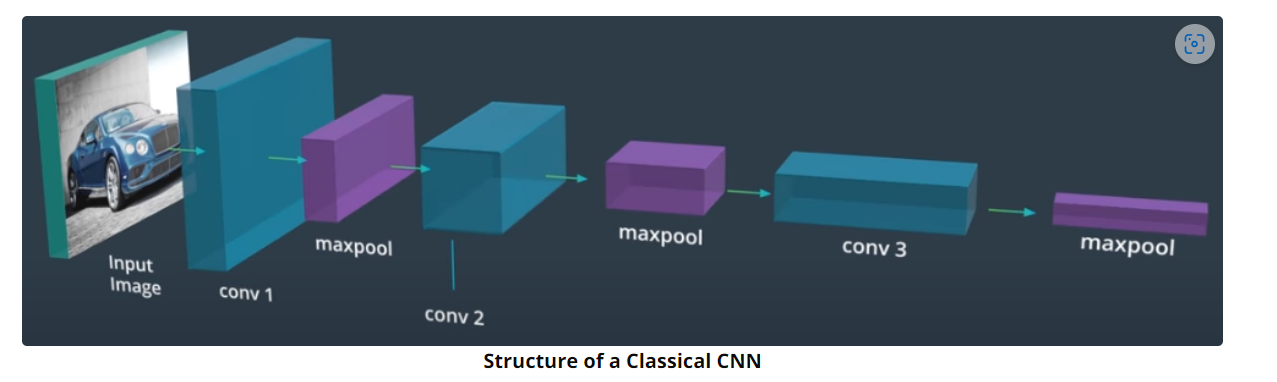 Input
Image
conv 1
maxpool
conv 2
maxpool
conv 3
maxpool
Structure of a Classical CNN